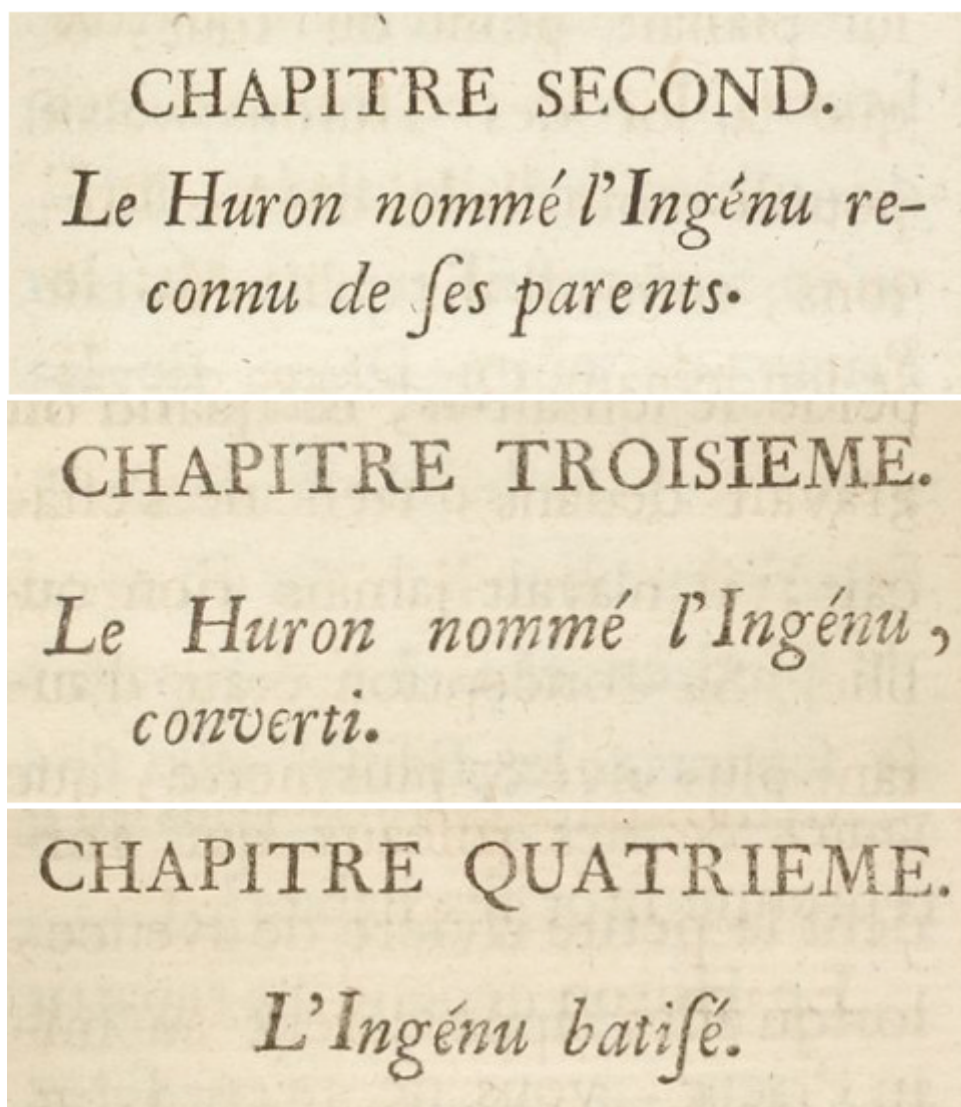 CHAPITRE SECOND.
Le Huron nommé l'Ingénu re-
connu de ſes parents.
CHAPITRE TROISIEME.
Le Huron nommé l'Ingénu,
converti.
CHAPITRE QUATRIEME.
L'Ingénu batiſé.